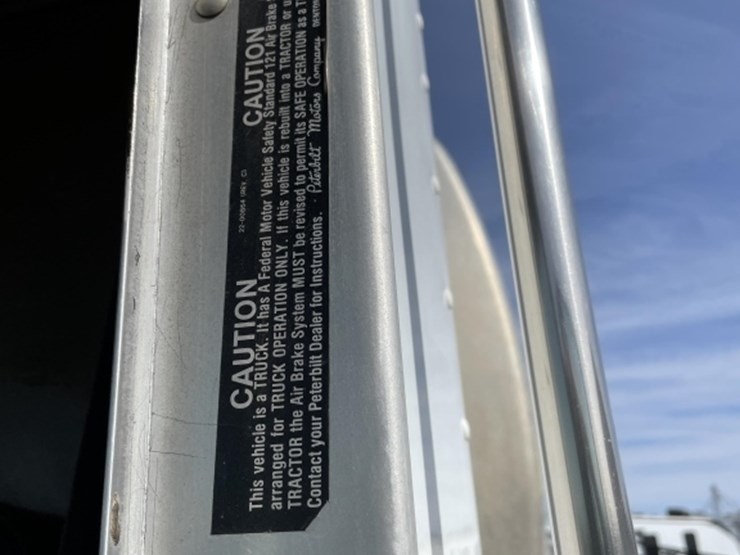 22-00954 (REV. C)
CAUTION CAUTION
This vehicle is a TRUCK. It has A Federal Motor Vehicle Safety Standard 121 Air Brake
arranged for TRUCK OPERATION ONLY. If this vehicle is rebuilt into a TRACTOR or u
TRACTOR the Air Brake System MUST be revised to permit its SAFE OPERATION as a T
Contact your Peterbilt Dealer for Instructions. Peterbilt Motors Company DENTON